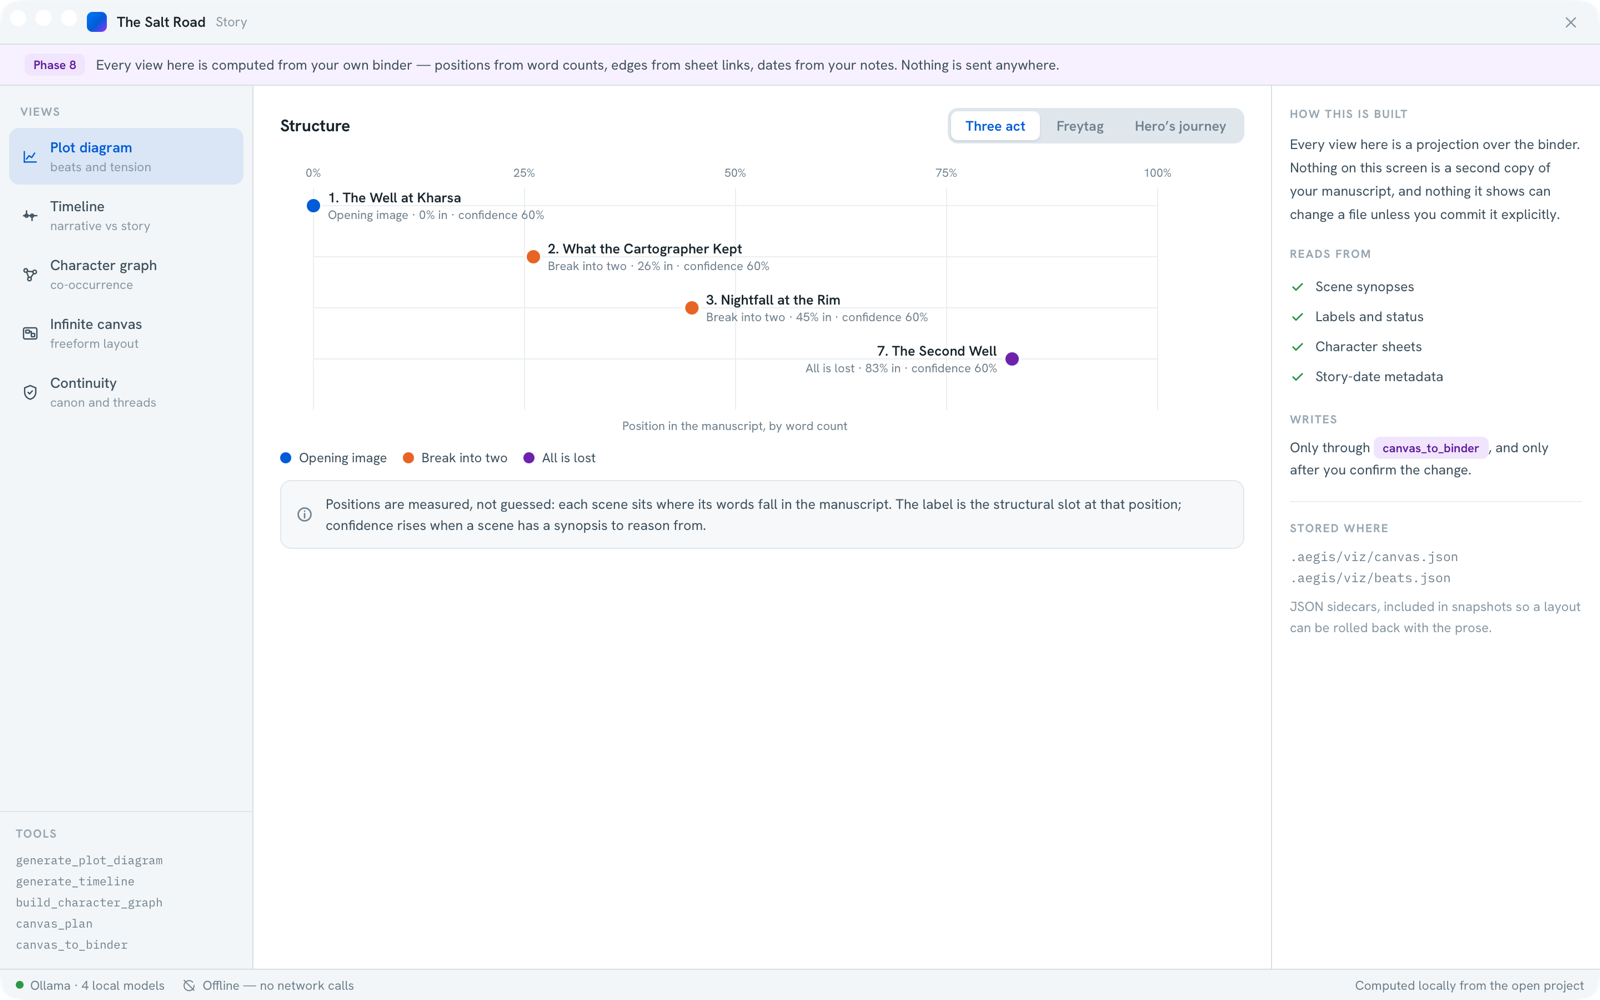 The Salt Road Story
Phase 8 Every view here is computed from your own binder — positions from word counts, edges from sheet links, dates from your notes. Nothing is sent anywhere.
VIEWS
Plot diagram
beats and tension
Timeline
narrative vs story
Character graph
co-occurrence
Infinite canvas
freeform layout
Continuity
canon and threads
TOOLS
generate_plot_diagram
generate_timeline
build_character_graph
canvas_plan
canvas_to_binder
Structure
Three act Freytag Hero’s journey
0% 25% 50% 75% 100%
1. The Well at Kharsa
Opening image · 0% in · confidence 60%
2. What the Cartographer Kept
Break into two · 26% in · confidence 60%
3. Nightfall at the Rim
Break into two · 45% in · confidence 60%
7. The Second Well
All is lost · 83% in · confidence 60%
Position in the manuscript, by word count
Opening image Break into two All is lost
Positions are measured, not guessed: each scene sits where its words fall in the manuscript. The label is the structural slot at that position;
confidence rises when a scene has a synopsis to reason from.
HOW THIS IS BUILT
Every view here is a projection over the binder.
Nothing on this screen is a second copy of
your manuscript, and nothing it shows can
change a file unless you commit it explicitly.
READS FROM
Scene synopses
Labels and status
Character sheets
Story-date metadata
WRITES
Only through canvas_to_binder, and only
after you confirm the change.
STORED WHERE
.aegis/viz/canvas.json
.aegis/viz/beats.json
JSON sidecars, included in snapshots so a layout
can be rolled back with the prose.
Ollama · 4 local models Offline — no network calls
Computed locally from the open project